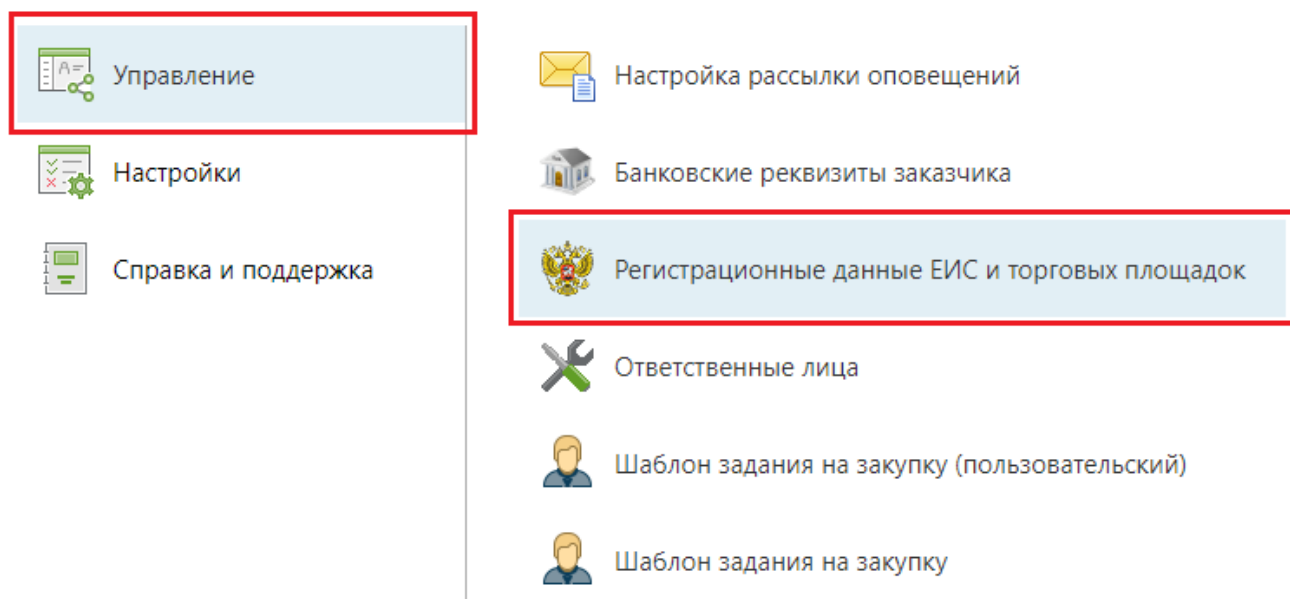 Управление
Настройки
Справка и поддержка
Настройка рассылки оповещений
Банковские реквизиты заказчика
Регистрационные данные ЕИС и торговых площадок
Ответственные лица
Шаблон задания на закупку (пользовательский)
Шаблон задания на закупку